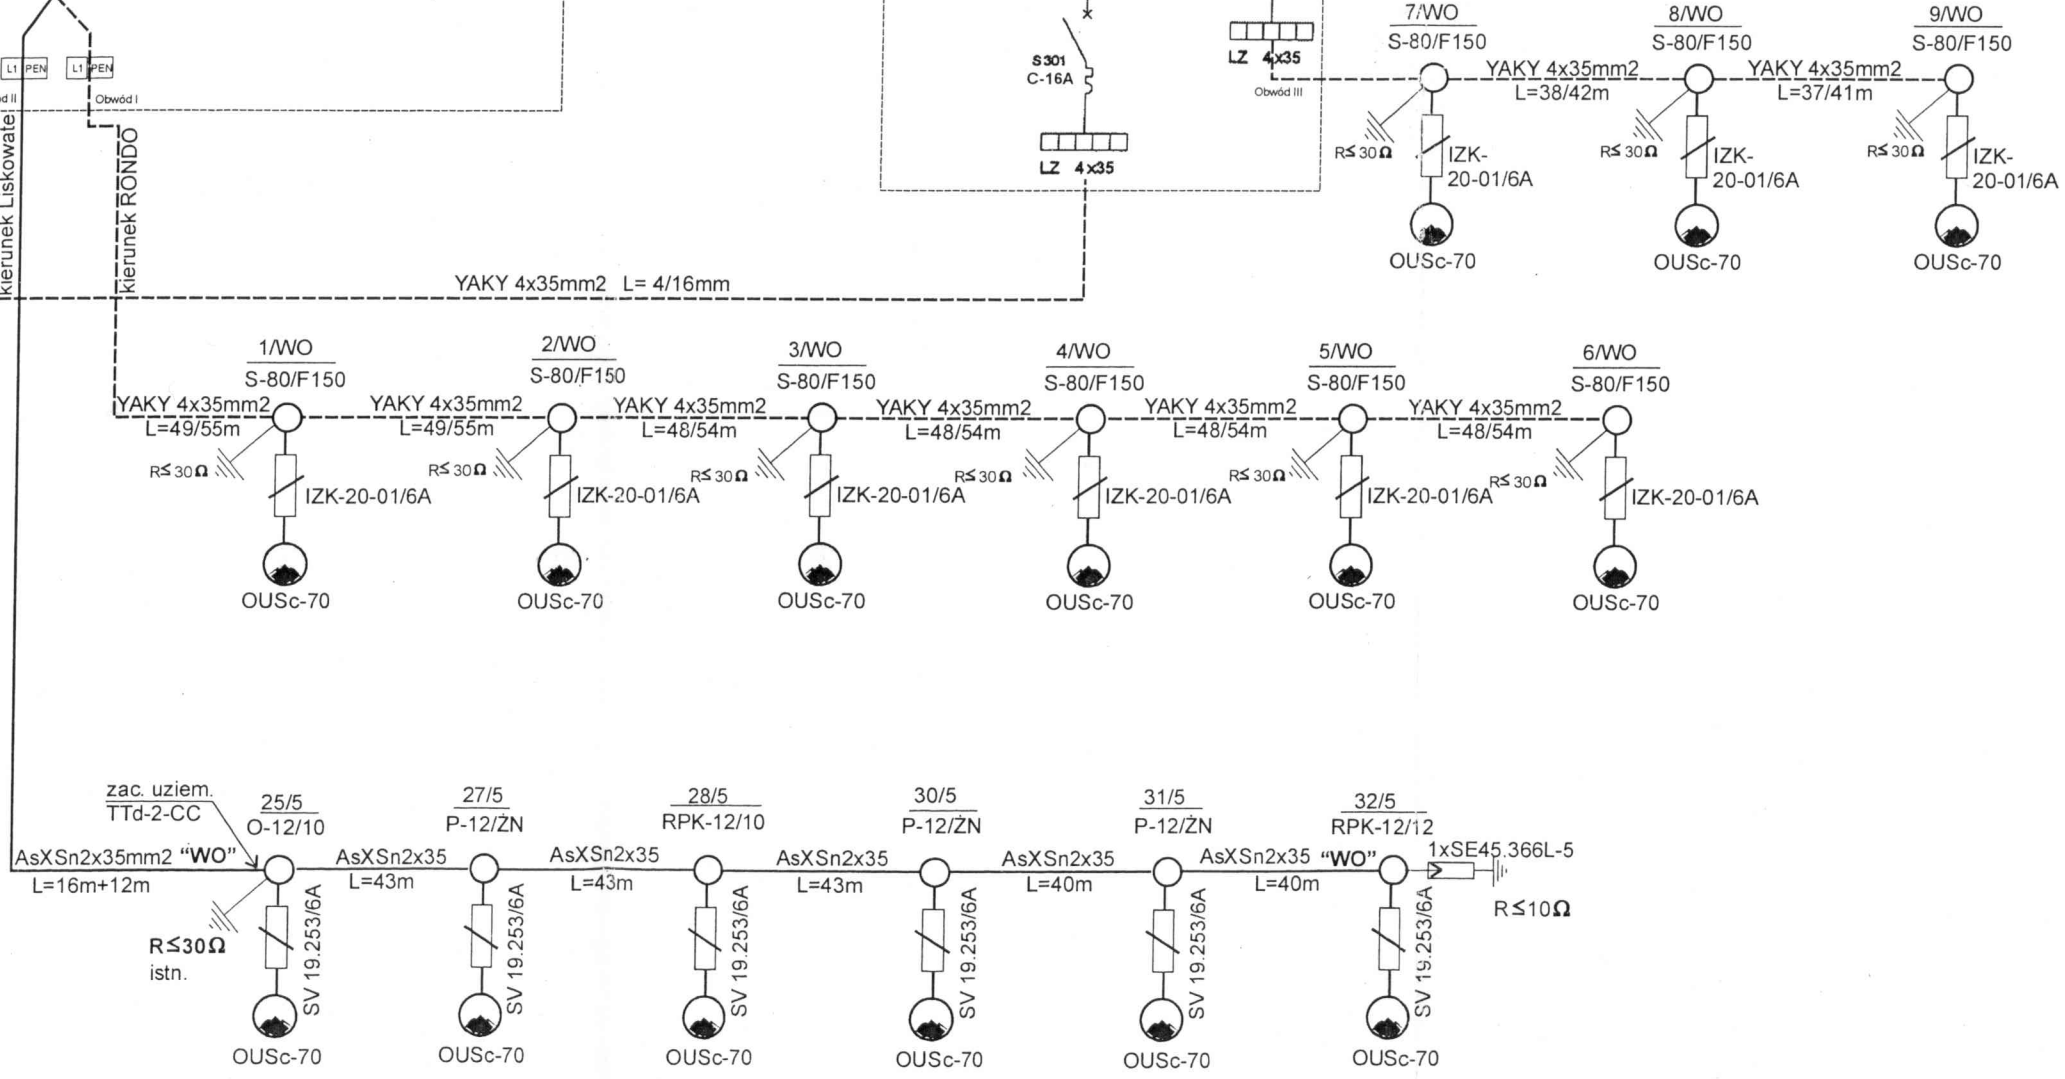 L1 PEN
L1 PEN
d II
Obwód I
kierunek Liskowate
kierunek RONDO
S301
C-16A
LZ 4x35
LZ 4x35
Obwód III
7/WO
S-80/F150
8/WO
S-80/F150
9/WO
S-80/F150
YAKY 4x35mm2
L=38/42m
YAKY 4x35mm2
L=37/41m
R≤30Ω
IZK-
20-01/6A
R≤30Ω
IZK-
20-01/6A
R≤30Ω
IZK-
20-01/6A
OUSc-70
OUSc-70
OUSc-70
YAKY 4x35mm2 L= 4/16mm
1/WO
S-80/F150
2/WO
S-80/F150
3/WO
S-80/F150
4/WO
S-80/F150
5/WO
S-80/F150
6/WO
S-80/F150
YAKY 4x35mm2
L=49/55m
YAKY 4x35mm2
L=49/55m
YAKY 4x35mm2
L=48/54m
YAKY 4x35mm2
L=48/54m
YAKY 4x35mm2
L=48/54m
YAKY 4x35mm2
L=48/54m
R≤30Ω
IZK-20-01/6A
R≤30Ω
IZK-20-01/6A
R≤30Ω
IZK-20-01/6A
R≤30Ω
IZK-20-01/6A
R≤30Ω
IZK-20-01/6A
R≤30Ω
IZK-20-01/6A
OUSc-70
OUSc-70
OUSc-70
OUSc-70
OUSc-70
OUSc-70
zac. uziem.
TTd-2-CC
25/5
O-12/10
27/5
P-12/ŻN
28/5
RPK-12/10
30/5
P-12/ŻN
31/5
P-12/ŻN
32/5
RPK-12/12
AsXSn2x35mm2 “WO”
L=16m+12m
AsXSn2x35
L=43m
AsXSn2x35
L=43m
AsXSn2x35
L=43m
AsXSn2x35
L=40m
AsXSn2x35 “WO”
L=40m
1xSE45.366L-5
R≤10Ω
R≤30Ω
istn.
SV 19.253/6A
SV 19.253/6A
SV 19.253/6A
SV 19.253/6A
SV 19.253/6A
SV 19.253/6A
OUSc-70
OUSc-70
OUSc-70
OUSc-70
OUSc-70
OUSc-70